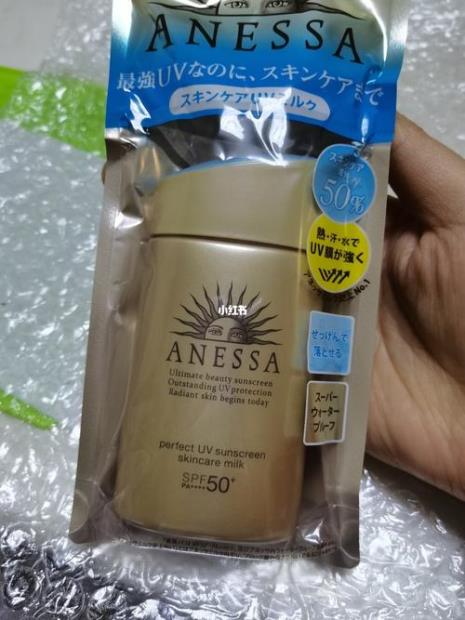 ANESSA
最強UVなのに、スキンケアまで
スキンケアUVミルク
50%
熱・汗・水で
UV膜が強く
No.1
せっけんで
落とせる
スーパー
ウォーター
プルーフ
小红书
ANESSA
Ultimate beauty sunscreen
Outstanding UV protection
Radiant skin begins today
perfect UV sunscreen
skincare milk
SPF50+
PA++++